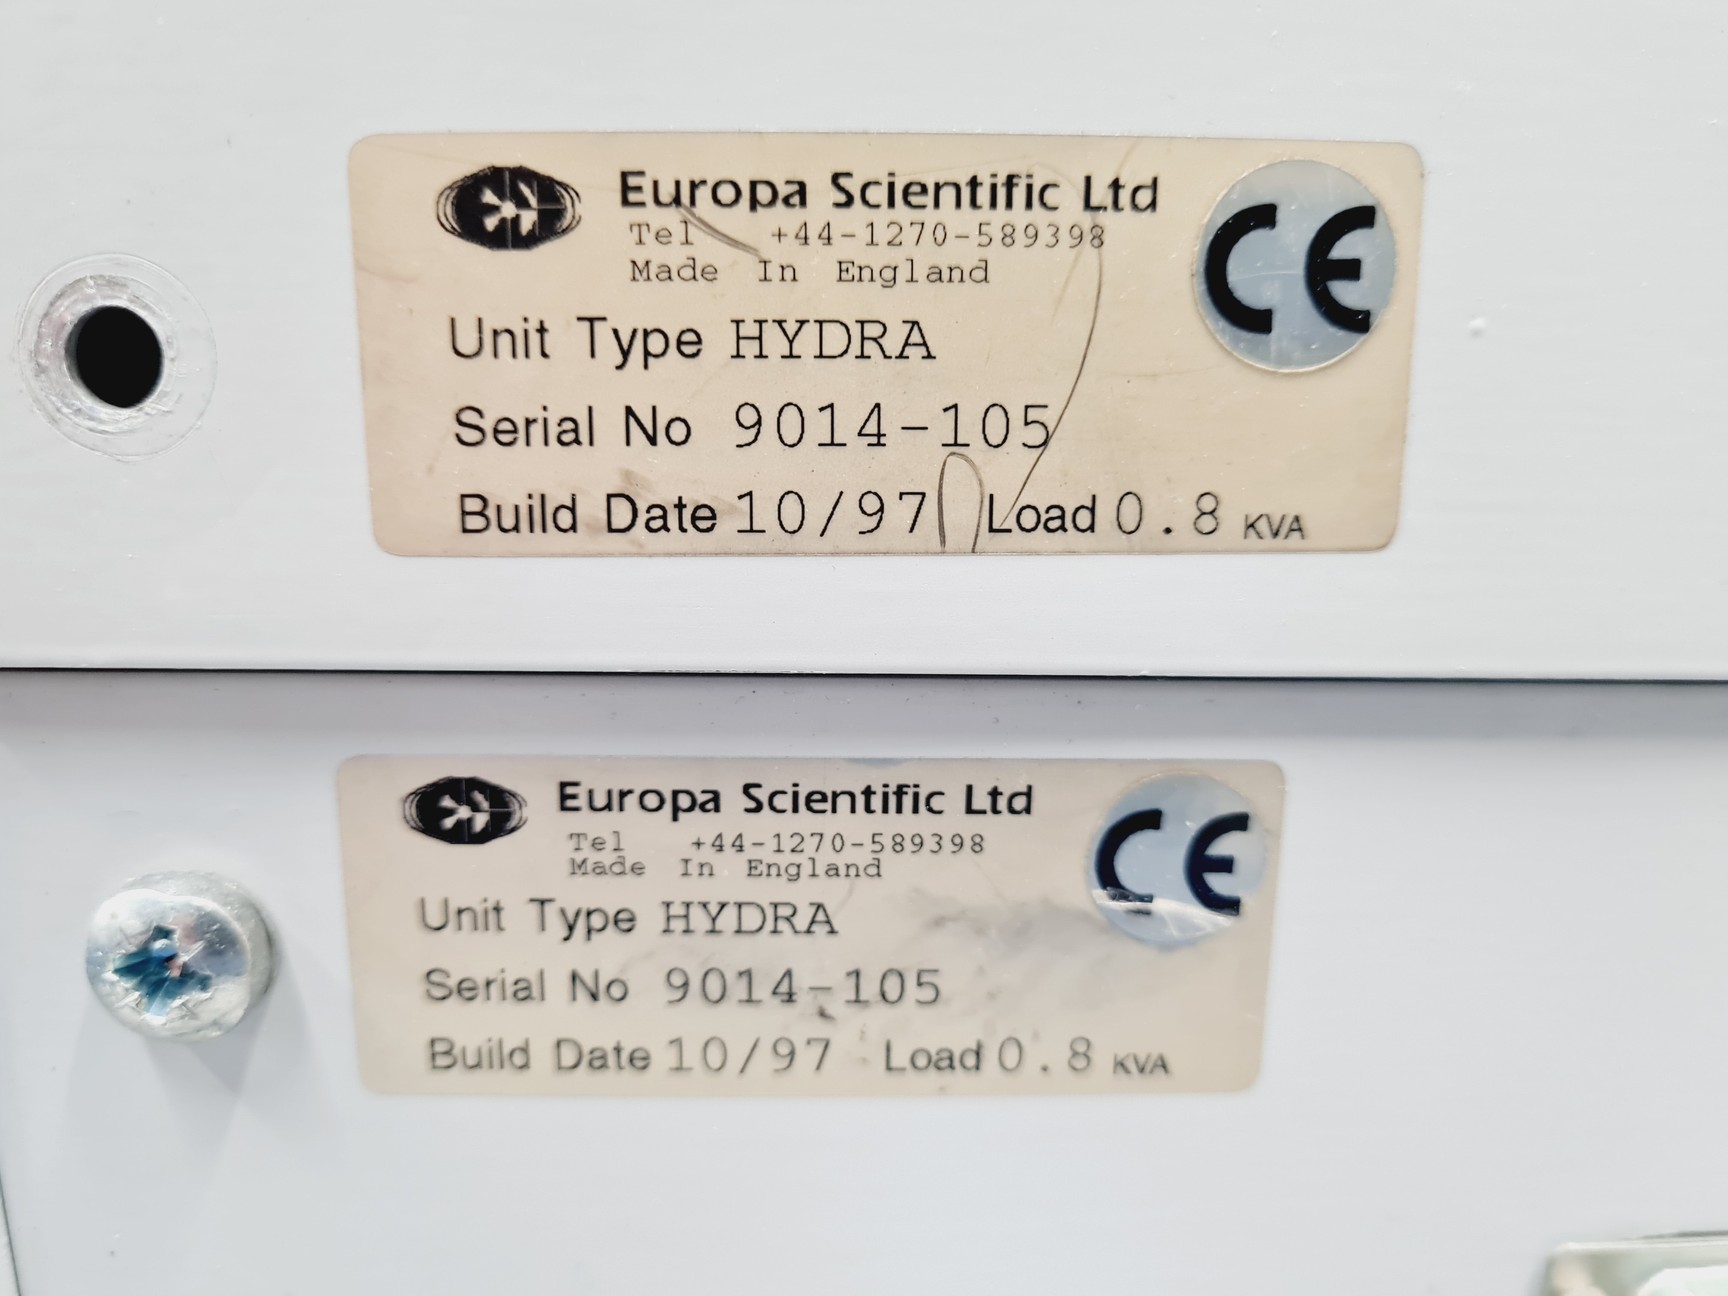 Europa Scientific Ltd
Tel +44-1270-589398
Made In England
CE
Unit Type HYDRA
Serial No 9014-105
Build Date 10/97 Load 0.8 KVA
Europa Scientific Ltd
Tel +44-1270-589398
Made In England
CE
Unit Type HYDRA
Serial No 9014-105
Build Date 10/97 Load 0.8 KVA